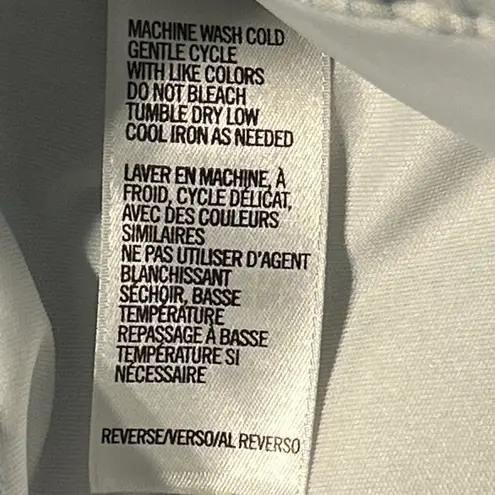 MACHINE WASH COLD
GENTLE CYCLE
WITH LIKE COLORS
DO NOT BLEACH
TUMBLE DRY LOW
COOL IRON AS NEEDED
LAVER EN MACHINE, À
FROID, CYCLE DÉLICAT,
AVEC DES COULEURS
SIMILAIRES
NE PAS UTILISER D'AGENT
BLANCHISSANT
SÉCHOIR, BASSE
TEMPÉRATURE
REPASSAGE À BASSE
TEMPÉRATURE SI
NÉCESSAIRE
REVERSE/VERSO/AL REVERSO